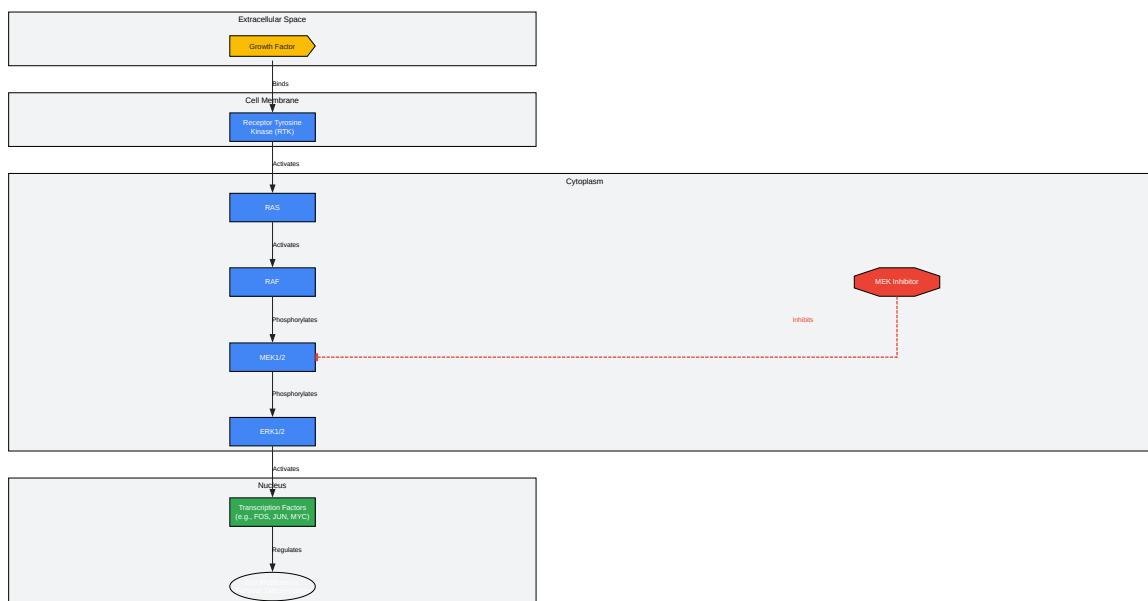 Extracellular Space
Growth Factor
Binds
Cell Membrane
Receptor Tyrosine
Kinase (RTK)
Activates
Cytoplasm
RAS
Activates
RAF
MEK Inhibitor
Phosphorylates
Inhibits
MEK1/2
Phosphorylates
ERK1/2
Activates
Nucleus
Transcription Factors
(e.g., FOS, JUN, MYC)
Regulates